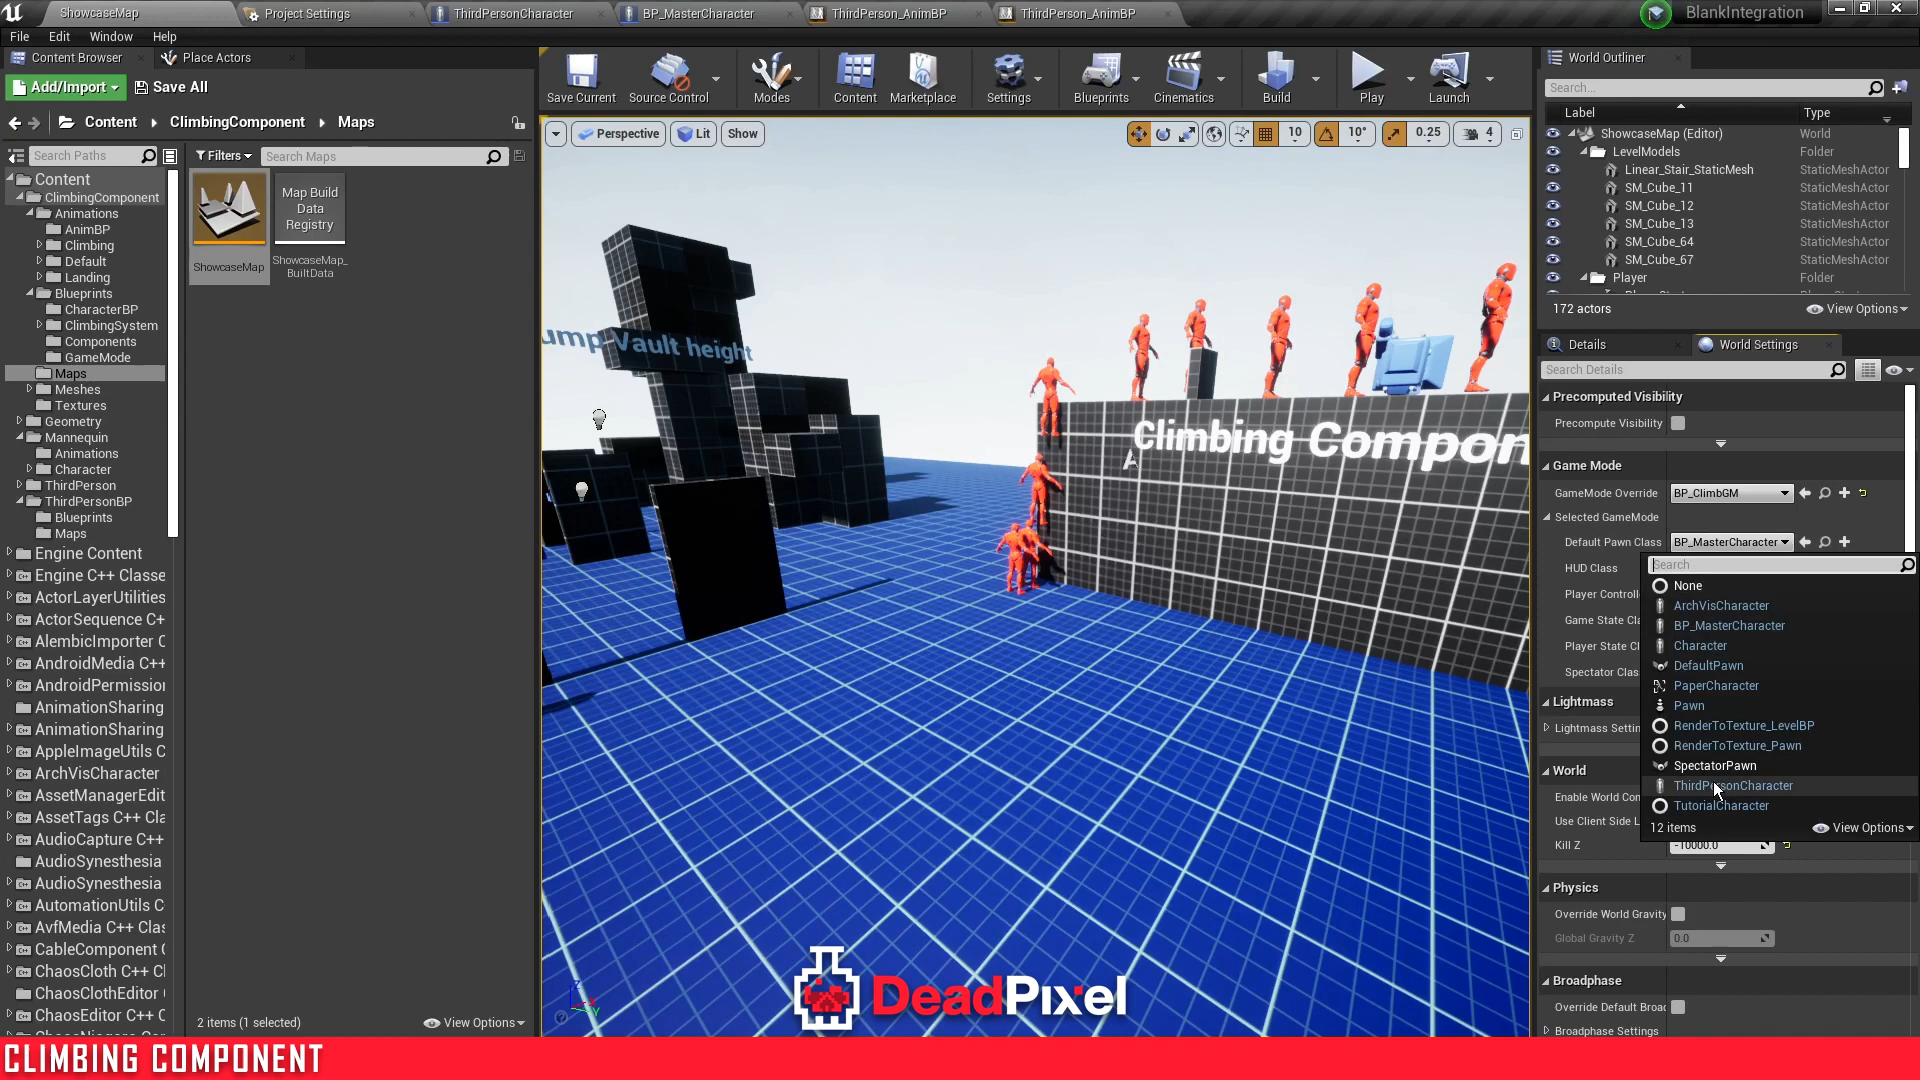 ShowcaseMap
Project Settings
ThirdPersonCharacter
BP_MasterCharacter
ThirdPerson_AnimBP
ThirdPerson_AnimBP
BlankIntegration
File Edit Window Help
Content Browser
Place Actors
Add/Import
Save All
Content
ClimbingComponent
Maps
Search Paths
Filters
Search Maps
Content
ClimbingComponent
Animations
AnimBP
Climbing
Default
Landing
Blueprints
CharacterBP
ClimbingSystem
Components
GameMode
Maps
Meshes
Textures
Geometry
Mannequin
Animations
Character
ThirdPerson
ThirdPersonBP
Blueprints
Maps
Engine Content
Engine C++ Classe
ActorLayerUtilities
ActorSequence C+
AlembicImporter C
AndroidMedia C++
AndroidPermission
AnimationSharing
AnimationSharing
AppleImageUtils C
ArchVisCharacter
AssetManagerEdit
AssetTags C++ Cla
AudioCapture C++
AudioSynesthesia
AudioSynesthesia
AutomationUtils C
AvfMedia C++ Clas
CableComponent C
ChaosCloth C++ Cl
ChaosClothEditor
ChaosEditor C++ C
ShowcaseMap
Map Build
Data
Registry
ShowcaseMap_
BuiltData
2 items (1 selected)
View Options
Save Current
Source Control
Modes
Content
Marketplace
Settings
Blueprints
Cinematics
Build
Play
Launch
Perspective
Lit
Show
10
10°
0.25
4
ump Vault height
Climbing Compon
DeadPixel
World Outliner
Search...
Label Type
ShowcaseMap (Editor) World
LevelModels Folder
Linear_Stair_StaticMesh StaticMeshActor
SM_Cube_11 StaticMeshActor
SM_Cube_12 StaticMeshActor
SM_Cube_13 StaticMeshActor
SM_Cube_64 StaticMeshActor
SM_Cube_67 StaticMeshActor
Player Folder
172 actors
View Options
Details
World Settings
Search Details
Precomputed Visibility
Precompute Visibility
Game Mode
GameMode Override BP_ClimbGM
Selected GameMode
Default Pawn Class BP_MasterCharacter
HUD Class
Player Controlle
Game State Cla
Player State Cl
Spectator Clas
Search
None
ArchVisCharacter
BP_MasterCharacter
Character
DefaultPawn
PaperCharacter
Pawn
RenderToTexture_LevelBP
RenderToTexture_Pawn
SpectatorPawn
ThirdPersonCharacter
TutorialCharacter
12 items
View Options
Lightmass
Lightmass Settin
World
Enable World Con
Use Client Side L
Kill Z -10000.0
Physics
Override World Gravity
Global Gravity Z 0.0
Broadphase
Override Default Broad
Broadphase Settings
CLIMBING COMPONENT